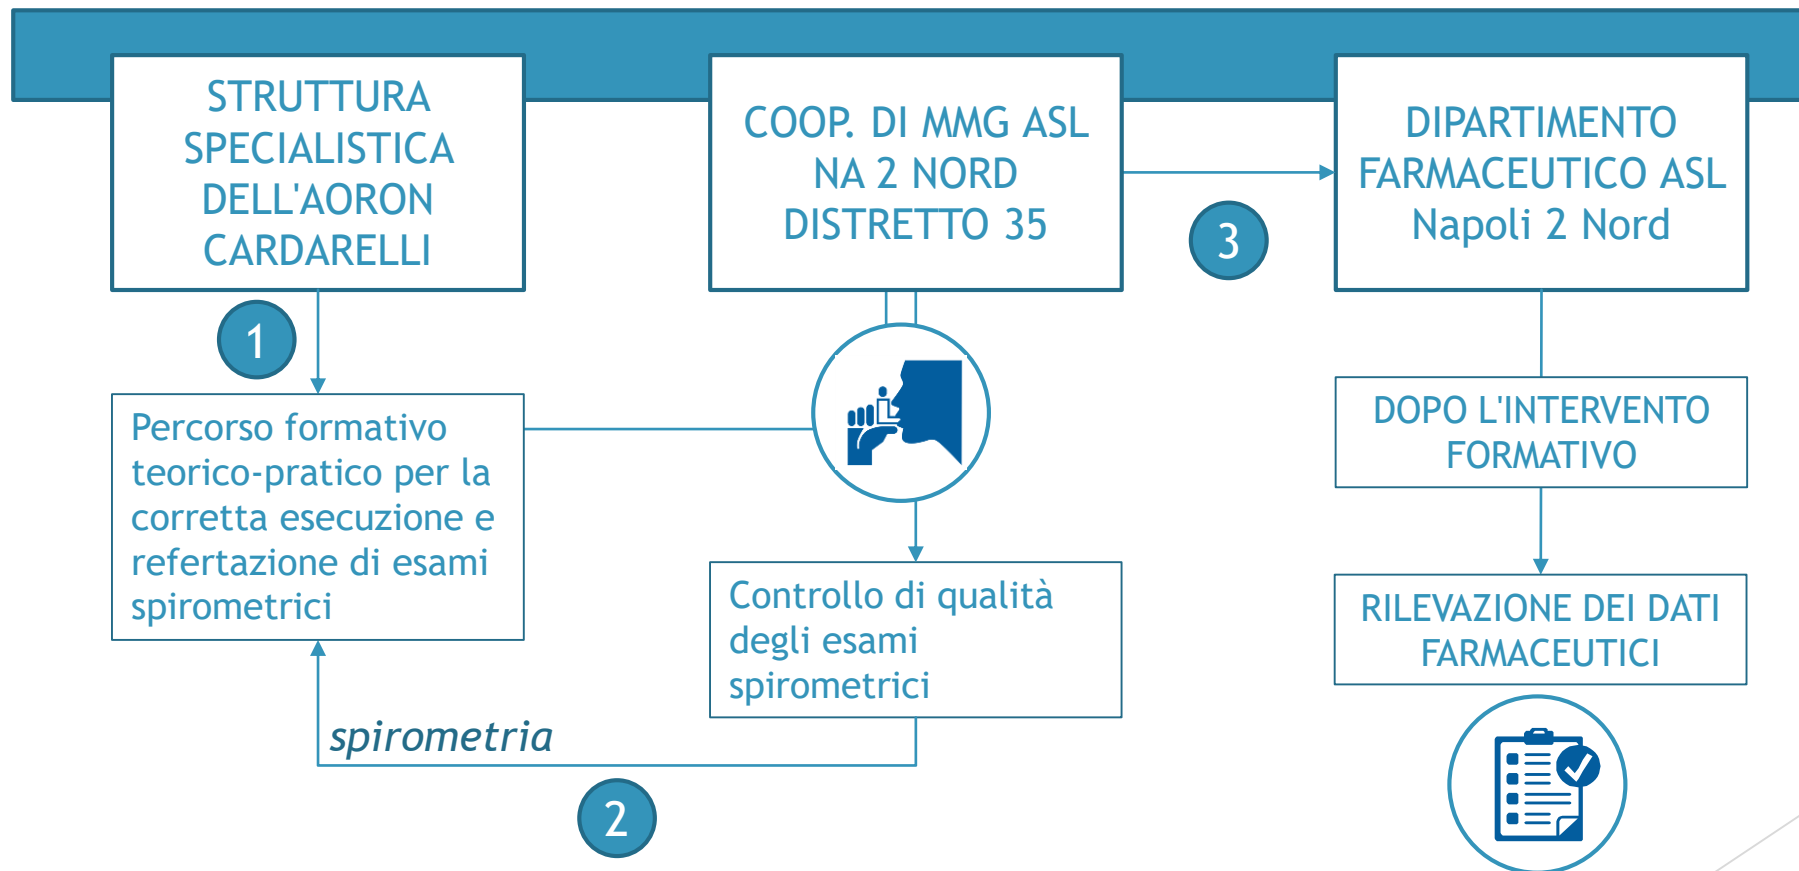 STRUTTURA
SPECIALISTICA
DELL'AORON
CARDARELLI
COOP. DI MMG ASL
NA 2 NORD
DISTRETTO 35
DIPARTIMENTO
FARMACEUTICO ASL
Napoli 2 Nord
3
1
Percorso formativo
teorico-pratico per la
corretta esecuzione e
refertazione di esami
spirometrici
DOPO L'INTERVENTO
FORMATIVO
Controllo di qualità
degli esami
spirometrici
RILEVAZIONE DEI DATI
FARMACEUTICI
spirometria
2